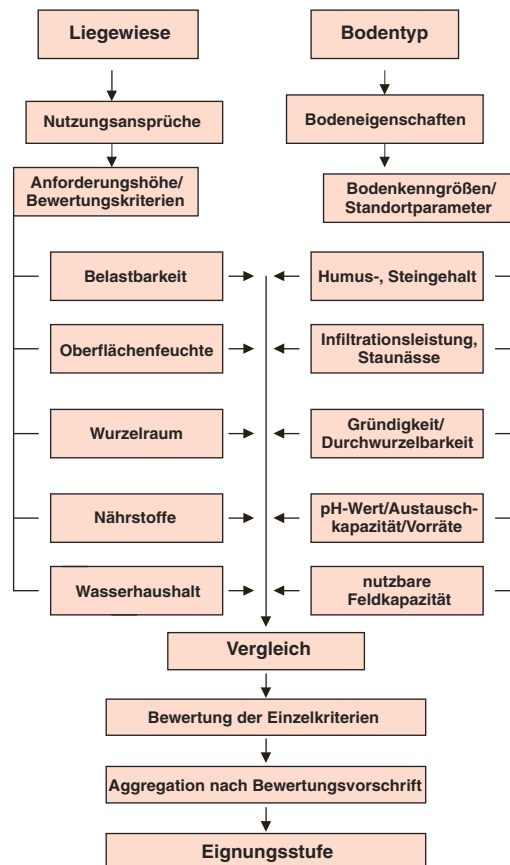 Liegewiese
Bodentyp
Nutzungsansprüche
Bodeneigenschaften
Anforderungshöhe/
Bewertungskriterien
Bodenkenngrößen/
Standortparameter
Belastbarkeit
Humus-, Steingehalt
Oberflächenfeuchte
Infiltrationsleistung,
Staunässe
Wurzelraum
Gründigkeit/
Durchwurzelbarkeit
Nährstoffe
pH-Wert/Austausch-
kapazität/Vorräte
Wasserhaushalt
nutzbare
Feldkapazität
Vergleich
Bewertung der Einzelkriterien
Aggregation nach Bewertungsvorschrift
Eignungsstufe